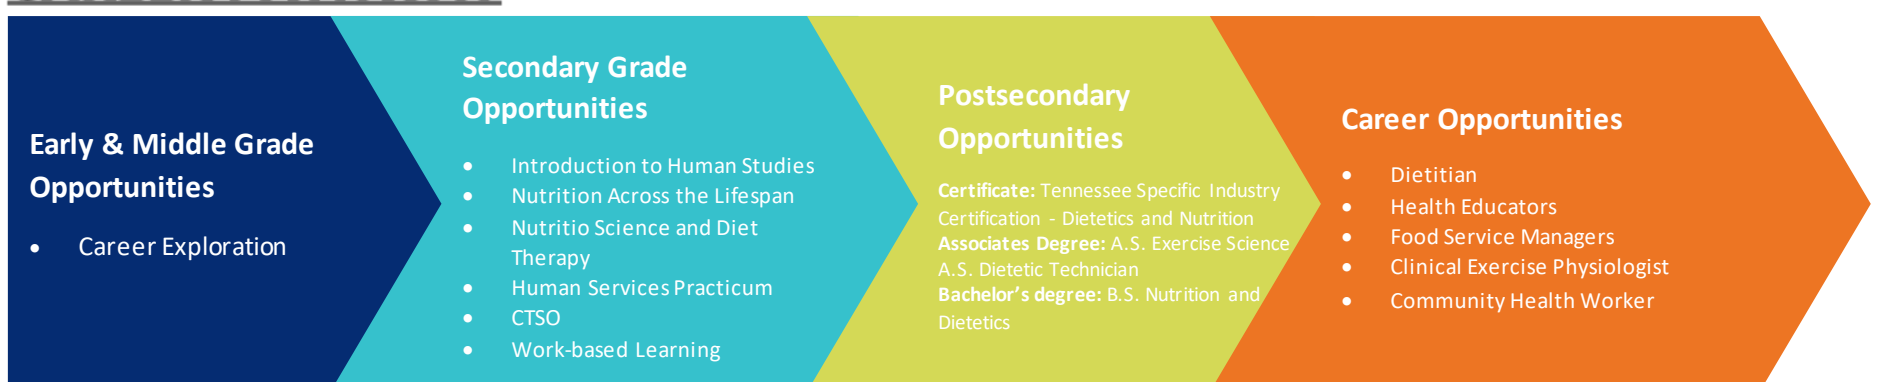 Early & Middle Grade
Opportunities
• Career Exploration
Secondary Grade
Opportunities
• Introduction to Human Studies
• Nutrition Across the Lifespan
• Nutritio Science and Diet
Therapy
• Human Services Practicum
• CTSO
• Work-based Learning
Postsecondary
Opportunities
Certificate: Tennessee Specific Industry
Certification - Dietetics and Nutrition
Associates Degree: A.S. Exercise Science
A.S. Dietetic Technician
Bachelor’s degree: B.S. Nutrition and
Dietetics
Career Opportunities
• Dietitian
• Health Educators
• Food Service Managers
• Clinical Exercise Physiologist
• Community Health Worker